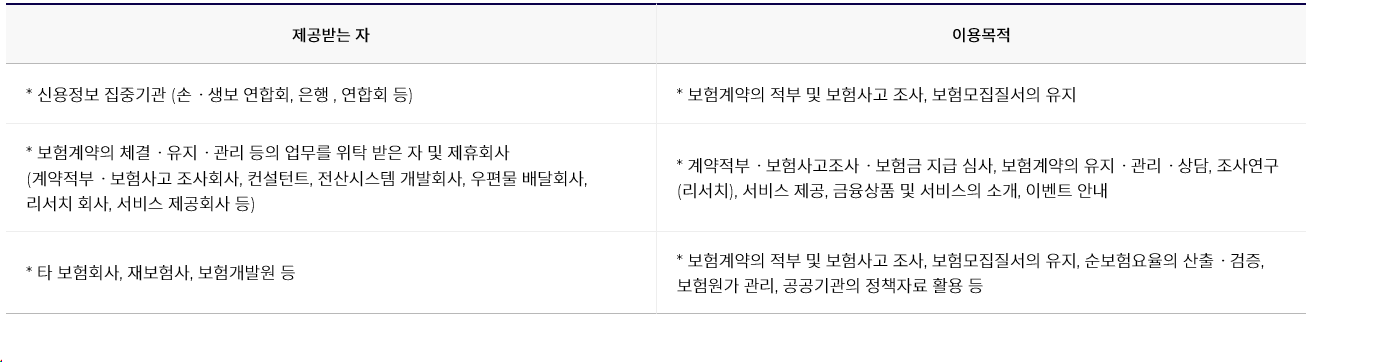 제공받는 자
이용목적
* 신용정보 집중기관 (손 · 생보 연합회, 은행 , 연합회 등)
* 보험계약의 적부 및 보험사고 조사, 보험모집질서의 유지
* 보험계약의 체결 · 유지 · 관리 등의 업무를 위탁 받은 자 및 제휴회사
(계약적부 · 보험사고 조사회사, 컨설턴트, 전산시스템 개발회사, 우편물 배달회사,
리서치 회사, 서비스 제공회사 등)
* 계약적부 · 보험사고조사 · 보험금 지급 심사, 보험계약의 유지 · 관리 · 상담, 조사연구
(리서치), 서비스 제공, 금융상품 및 서비스의 소개, 이벤트 안내
* 타 보험회사, 재보험사, 보험개발원 등
* 보험계약의 적부 및 보험사고 조사, 보험모집질서의 유지, 순보험요율의 산출 · 검증,
보험원가 관리, 공공기관의 정책자료 활용 등